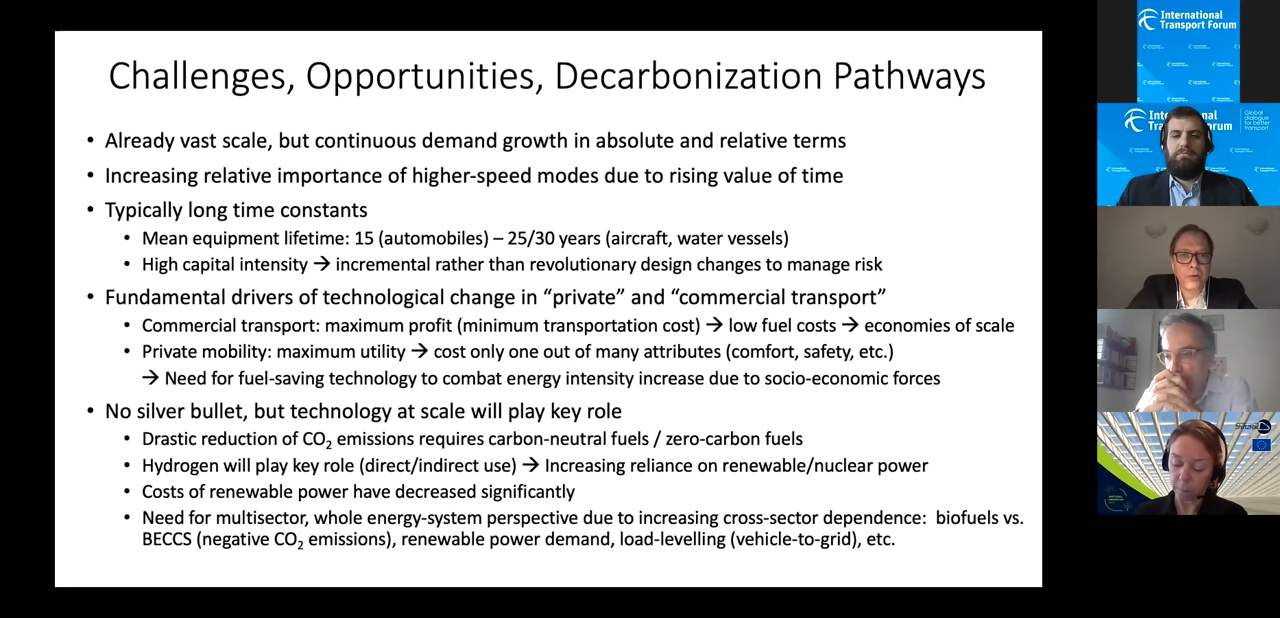 Challenges, Opportunities, Decarbonization Pathways
• Already vast scale, but continuous demand growth in absolute and relative terms
• Increasing relative importance of higher-speed modes due to rising value of time
• Typically long time constants
• Mean equipment lifetime: 15 (automobiles) – 25/30 years (aircraft, water vessels)
• High capital intensity → incremental rather than revolutionary design changes to manage risk
• Fundamental drivers of technological change in “private” and “commercial transport”
• Commercial transport: maximum profit (minimum transportation cost) → low fuel costs → economies of scale
• Private mobility: maximum utility → cost only one out of many attributes (comfort, safety, etc.)
→ Need for fuel-saving technology to combat energy intensity increase due to socio-economic forces
• No silver bullet, but technology at scale will play key role
• Drastic reduction of CO₂ emissions requires carbon-neutral fuels / zero-carbon fuels
• Hydrogen will play key role (direct/indirect use) → Increasing reliance on renewable/nuclear power
• Costs of renewable power have decreased significantly
• Need for multisector, whole energy-system perspective due to increasing cross-sector dependence: biofuels vs.
BECCS (negative CO₂ emissions), renewable power demand, load-levelling (vehicle-to-grid), etc.
International
Transport Forum
Global
dialogue
for better
transport